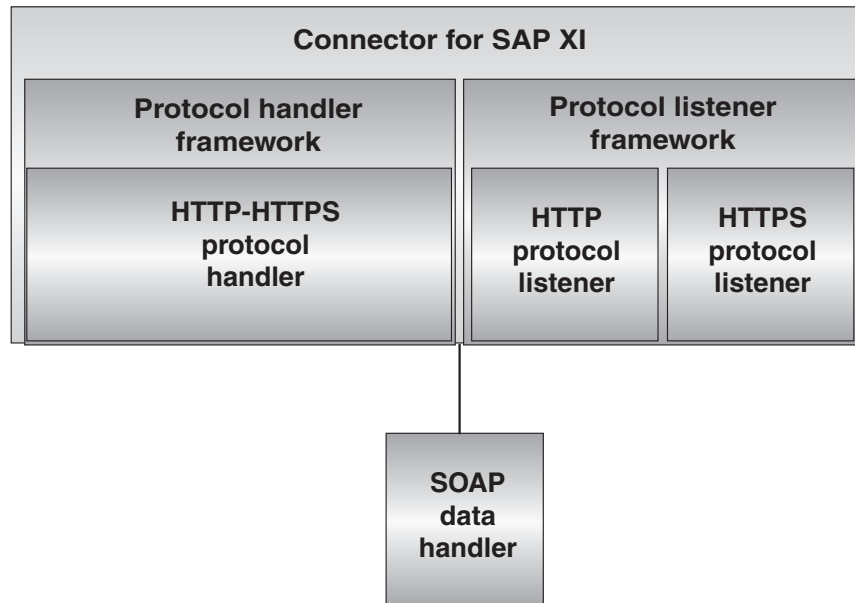 Connector for SAP XI
Protocol handler
framework
Protocol listener
framework
HTTP-HTTPS
protocol
handler
HTTP
protocol
listener
HTTPS
protocol
listener
SOAP
data
handler